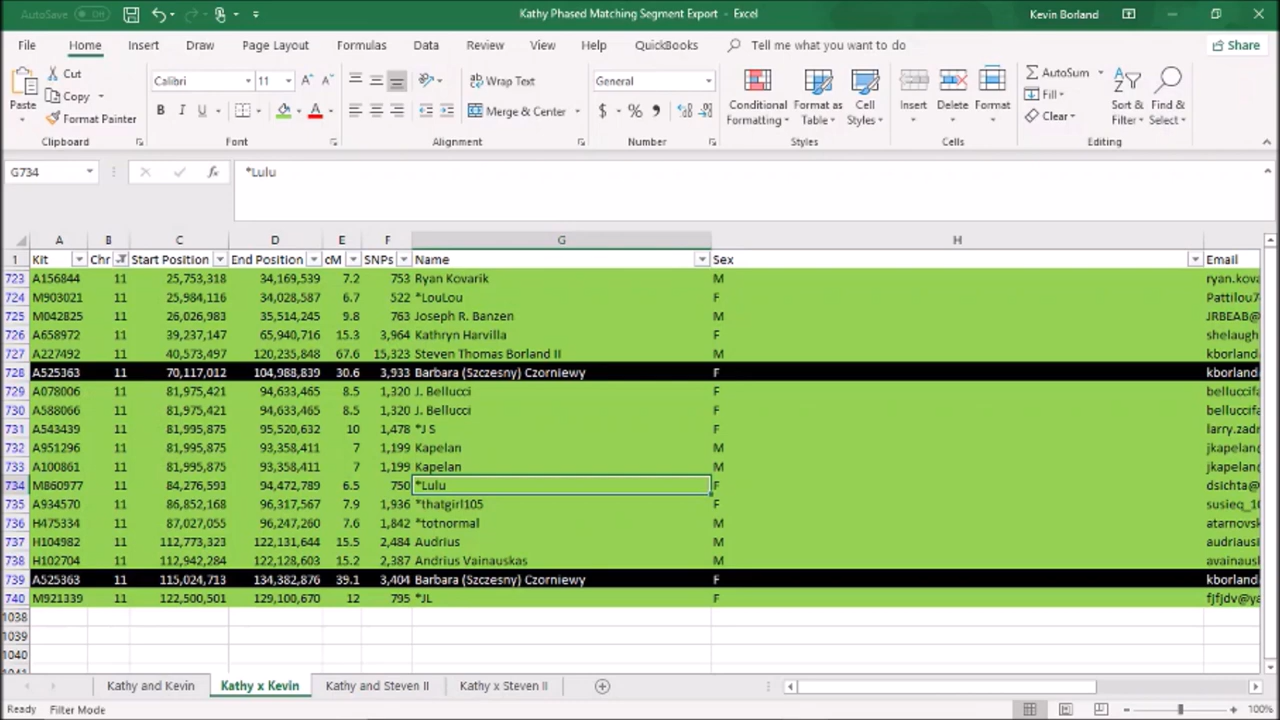 AutoSave Off Kathy Phased Matching Segment Export - Excel Kevin Borland
File Home Insert Draw Page Layout Formulas Data Review View Help QuickBooks Tell me what you want to do Share
Paste Cut Copy Format Painter
Calibri 11 B I U
Wrap Text Merge & Center
General $ % ,
Conditional Formatting Format as Table Cell Styles
Insert Delete Format
AutoSum Fill Clear Sort & Filter Find & Select
Clipboard Font Alignment Number Styles Cells Editing
G734 fx *Lulu
A B C D E F G H
1 Kit Chr Start Position End Position cM SNPs Name Sex Email
723 A156844 11 25,753,318 34,169,539 7.2 753 Ryan Kovarik M ryan.kova
724 M903021 11 25,984,116 34,028,587 6.7 522 *LouLou F Pattilou7
725 M042825 11 26,026,983 35,514,245 9.8 763 Joseph R. Banzen M JRBEAB@
726 A658972 11 39,237,147 65,940,716 15.3 3,964 Kathryn Harvilla F shelaugh
727 A227492 11 40,573,497 120,235,848 67.6 15,323 Steven Thomas Borland II M kborland
728 A525363 11 70,117,012 104,988,839 30.6 3,933 Barbara (Szczesny) Czorniewy F kborland
729 A078006 11 81,975,421 94,633,465 8.5 1,320 J. Bellucci F belluccifa
730 A588066 11 81,975,421 94,633,465 8.5 1,320 J. Bellucci F belluccifa
731 A543439 11 81,995,875 95,520,632 10 1,478 *J S F larry.zadr
732 A951296 11 81,995,875 93,358,411 7 1,199 Kapelan M jkapelan@
733 A100861 11 81,995,875 93,358,411 7 1,199 Kapelan M jkapelan@
734 M860977 11 84,276,593 94,472,789 6.5 750 *Lulu F dsichta@
735 A934570 11 86,852,168 96,317,567 7.9 1,936 *thatgirl105 F susieq_10
736 H475334 11 87,027,055 96,247,260 7.6 1,842 *totnormal M atarnovsk
737 H104982 11 112,773,323 122,131,644 15.5 2,484 Audrius M audriusi
738 H102704 11 112,942,284 122,128,603 15.2 2,387 Andrius Vainauskas M avainausk
739 A525363 11 115,024,713 134,382,876 39.1 3,404 Barbara (Szczesny) Czorniewy F kborland
740 M921339 11 122,500,501 129,100,670 12 795 *JL F fjfjdv@ya
1038
1039
1040
Kathy and Kevin Kathy x Kevin Kathy and Steven II Kathy x Steven II
Ready Filter Mode 100%